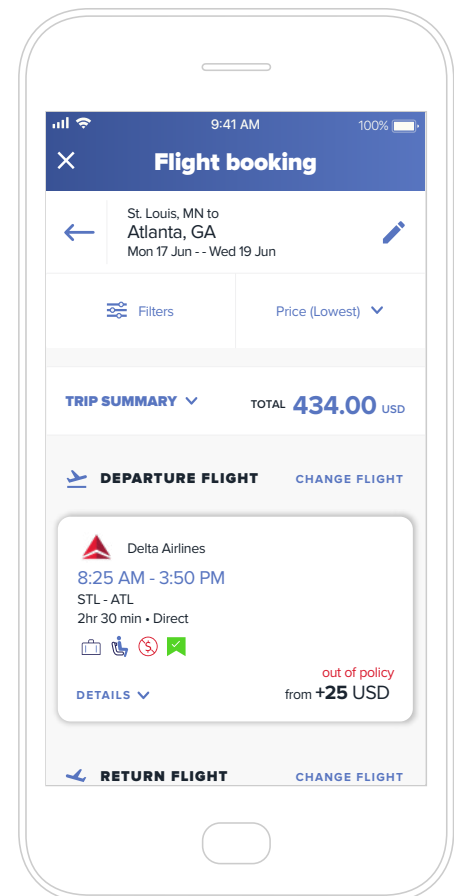 9:41 AM
100%
Flight booking
St. Louis, MN to
Atlanta, GA
Mon 17 Jun - - Wed 19 Jun
Filters
Price (Lowest)
TRIP SUMMARY
TOTAL 434.00 USD
DEPARTURE FLIGHT
CHANGE FLIGHT
Delta Airlines
8:25 AM - 3:50 PM
STL - ATL
2hr 30 min • Direct
out of policy
DETAILS
from +25 USD
RETURN FLIGHT
CHANGE FLIGHT